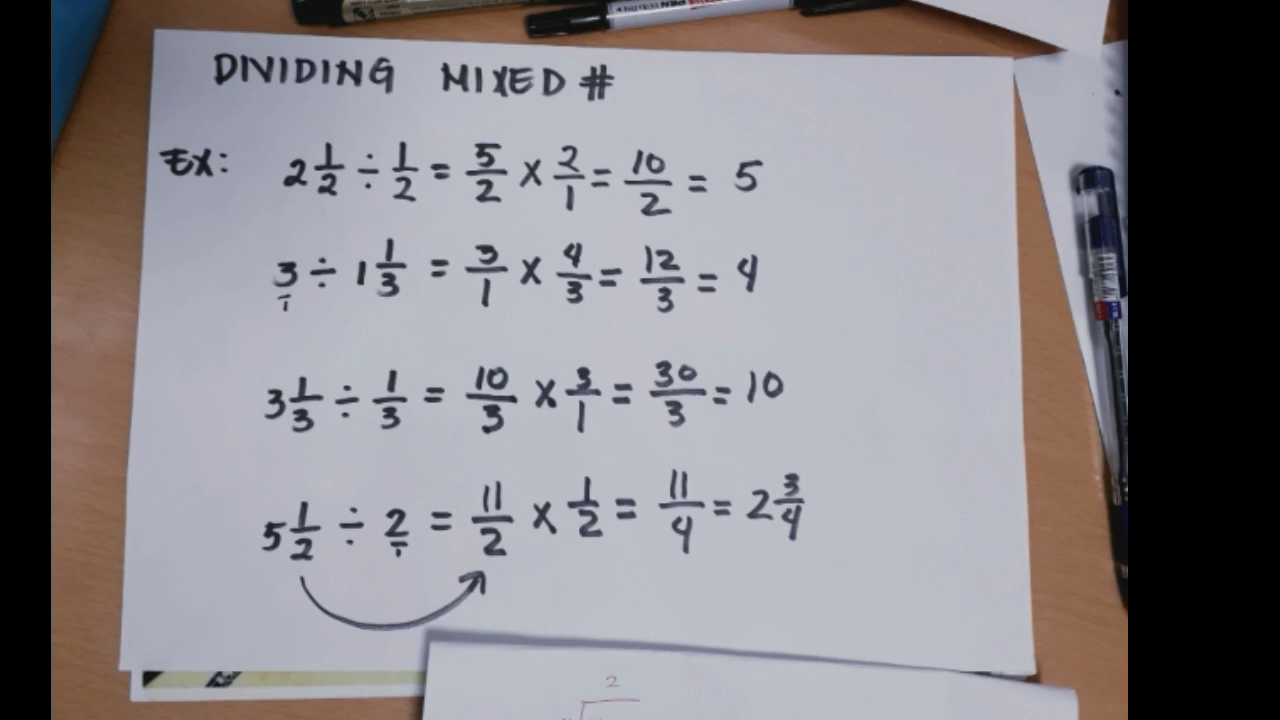 DIVIDING MIXED #
EX: 2 1/2 ÷ 1/2 = 5/2 × 2/1 = 10/2 = 5
3/1 ÷ 1 1/3 = 3/1 × 4/3 = 12/3 = 4
3 1/3 ÷ 1/3 = 10/3 × 3/1 = 30/3 = 10
5 1/2 ÷ 2/1 = 11/2 × 1/2 = 11/4 = 2 3/4
2